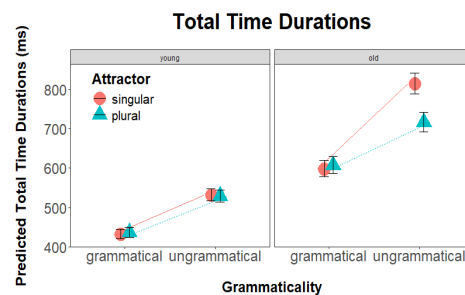 Total Time Durations
Predicted Total Time Durations (ms)
young
old
Attractor
singular
plural
800
700
600
500
400
grammatical ungrammatical
grammatical ungrammatical
Grammaticality